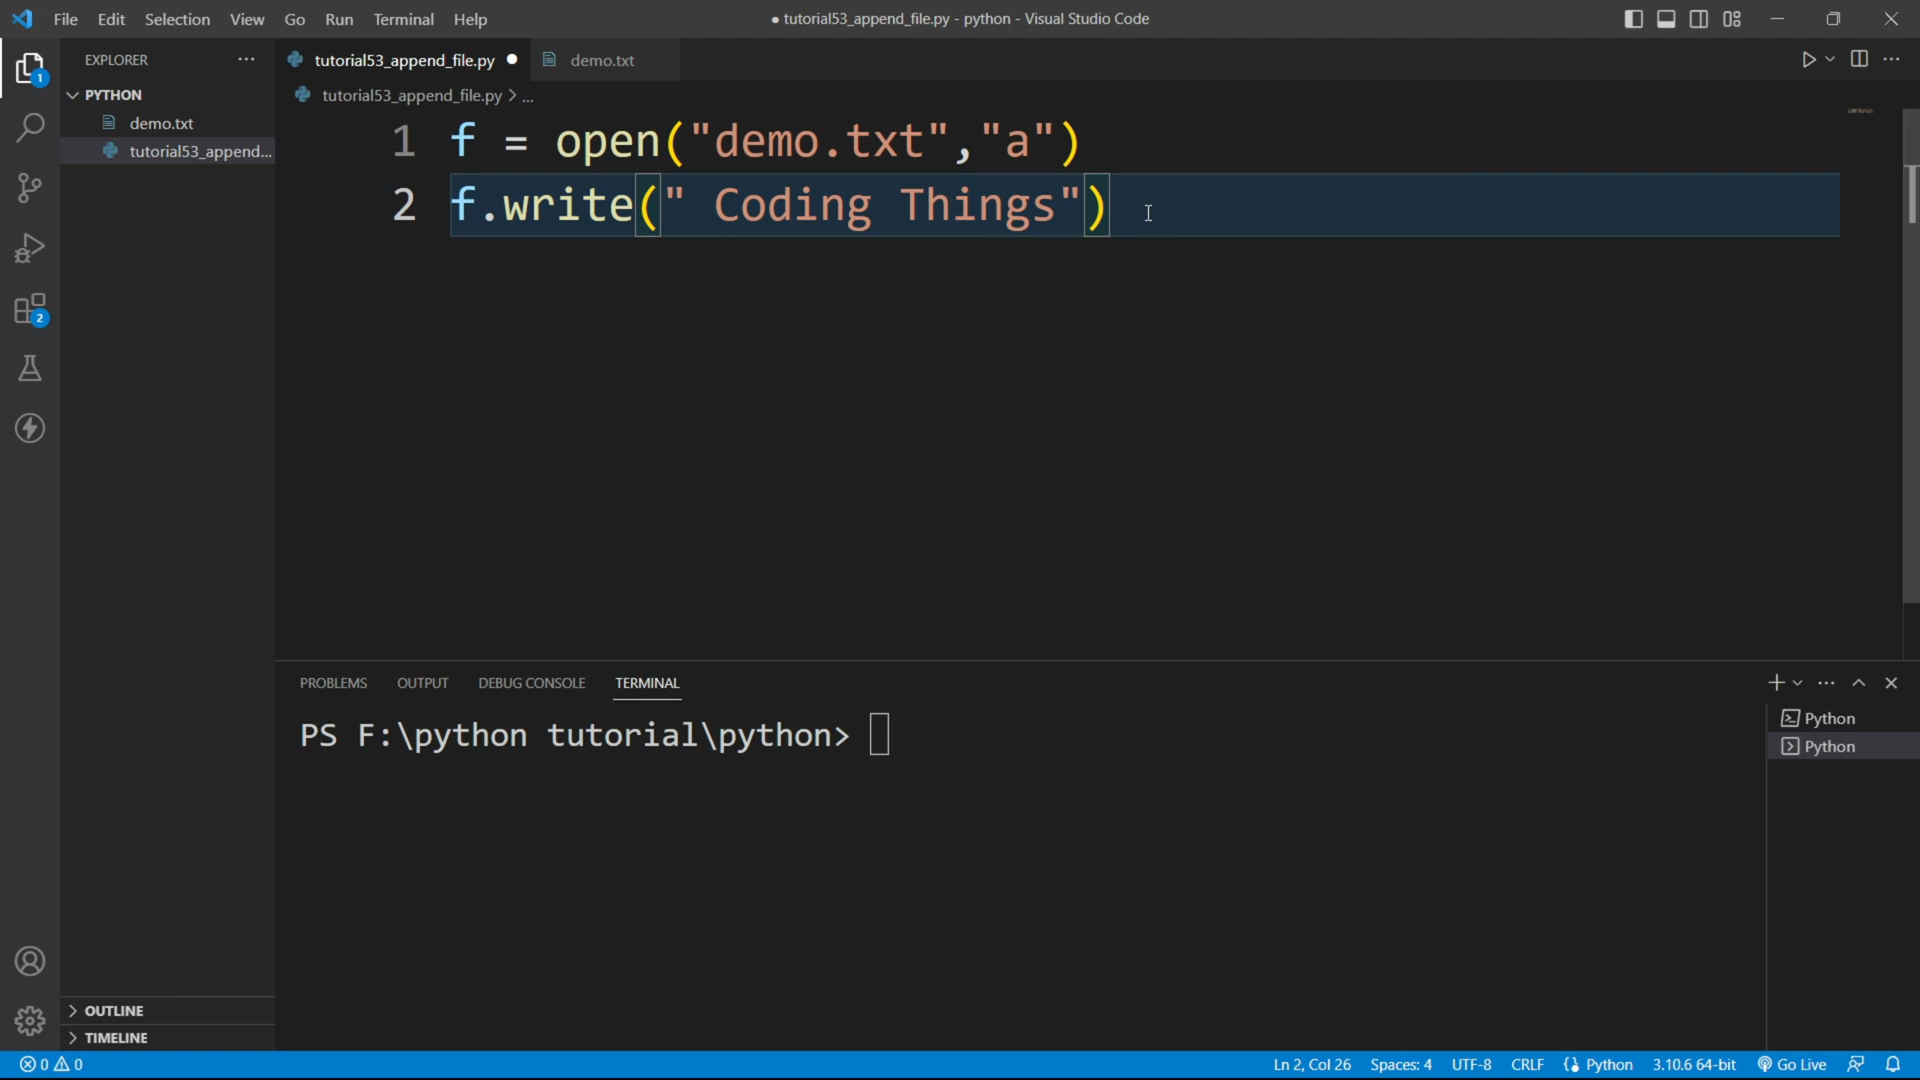 File Edit Selection View Go Run Terminal Help
● tutorial53_append_file.py - python - Visual Studio Code
EXPLORER
PYTHON
demo.txt
tutorial53_append...
tutorial53_append_file.py
demo.txt
tutorial53_append_file.py > ...
1 f = open("demo.txt","a")
2 f.write(" Coding Things")
PROBLEMS OUTPUT DEBUG CONSOLE TERMINAL
PS F:\python tutorial\python>
Python
Python
1
2
OUTLINE
TIMELINE
0 0
Ln 2, Col 26 Spaces: 4 UTF-8 CRLF Python 3.10.6 64-bit Go Live